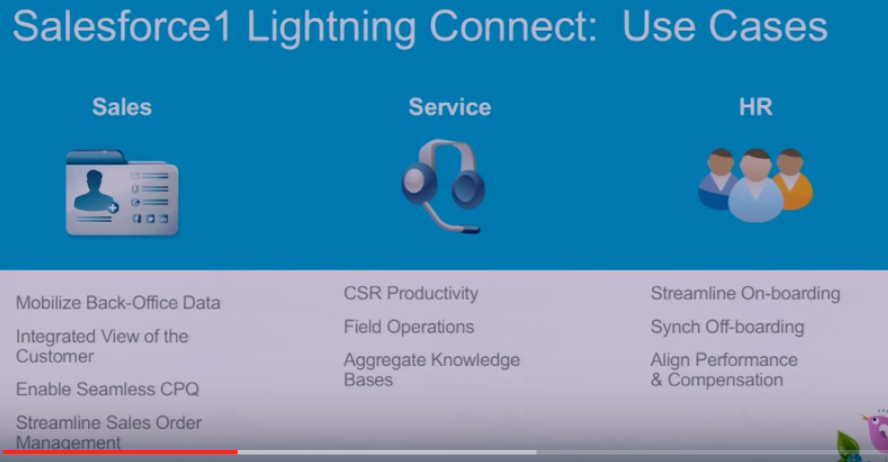 Salesforce1 Lightning Connect: Use Cases
Sales
Mobilize Back-Office Data
Integrated View of the
Customer
Enable Seamless CPQ
Streamline Sales Order
Management
Service
CSR Productivity
Field Operations
Aggregate Knowledge
Bases
HR
Streamline On-boarding
Synch Off-boarding
Align Performance
& Compensation